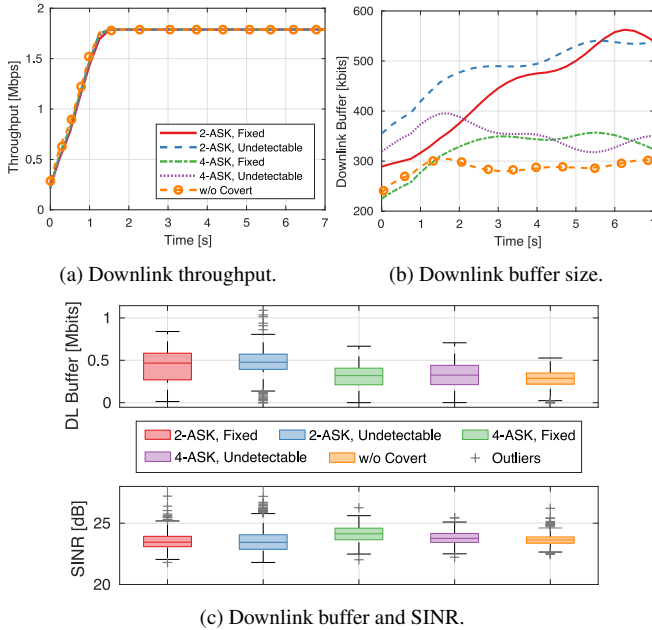 2
1.5
1
0.5
0
Throughput [Mbps]
2-ASK, Fixed
2-ASK, Undetectable
4-ASK, Fixed
4-ASK, Undetectable
w/o Covert
0 1 2 3 4 5 6 7
Time [s]
(a) Downlink throughput.
600
500
400
300
200
Downlink Buffer [kbits]
0 1 2 3 4 5 6 7
Time [s]
(b) Downlink buffer size.
1
0.5
0
DL Buffer [Mbits]
2-ASK, Fixed 2-ASK, Undetectable 4-ASK, Fixed
4-ASK, Undetectable w/o Covert Outliers
25
20
SINR [dB]
(c) Downlink buffer and SINR.